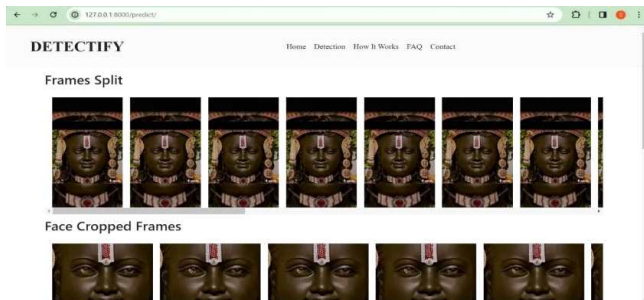 127.0.0.1:8000/predict/
DETECTIFY
Home Detection How It Works FAQ Contact
Frames Split
Face Cropped Frames